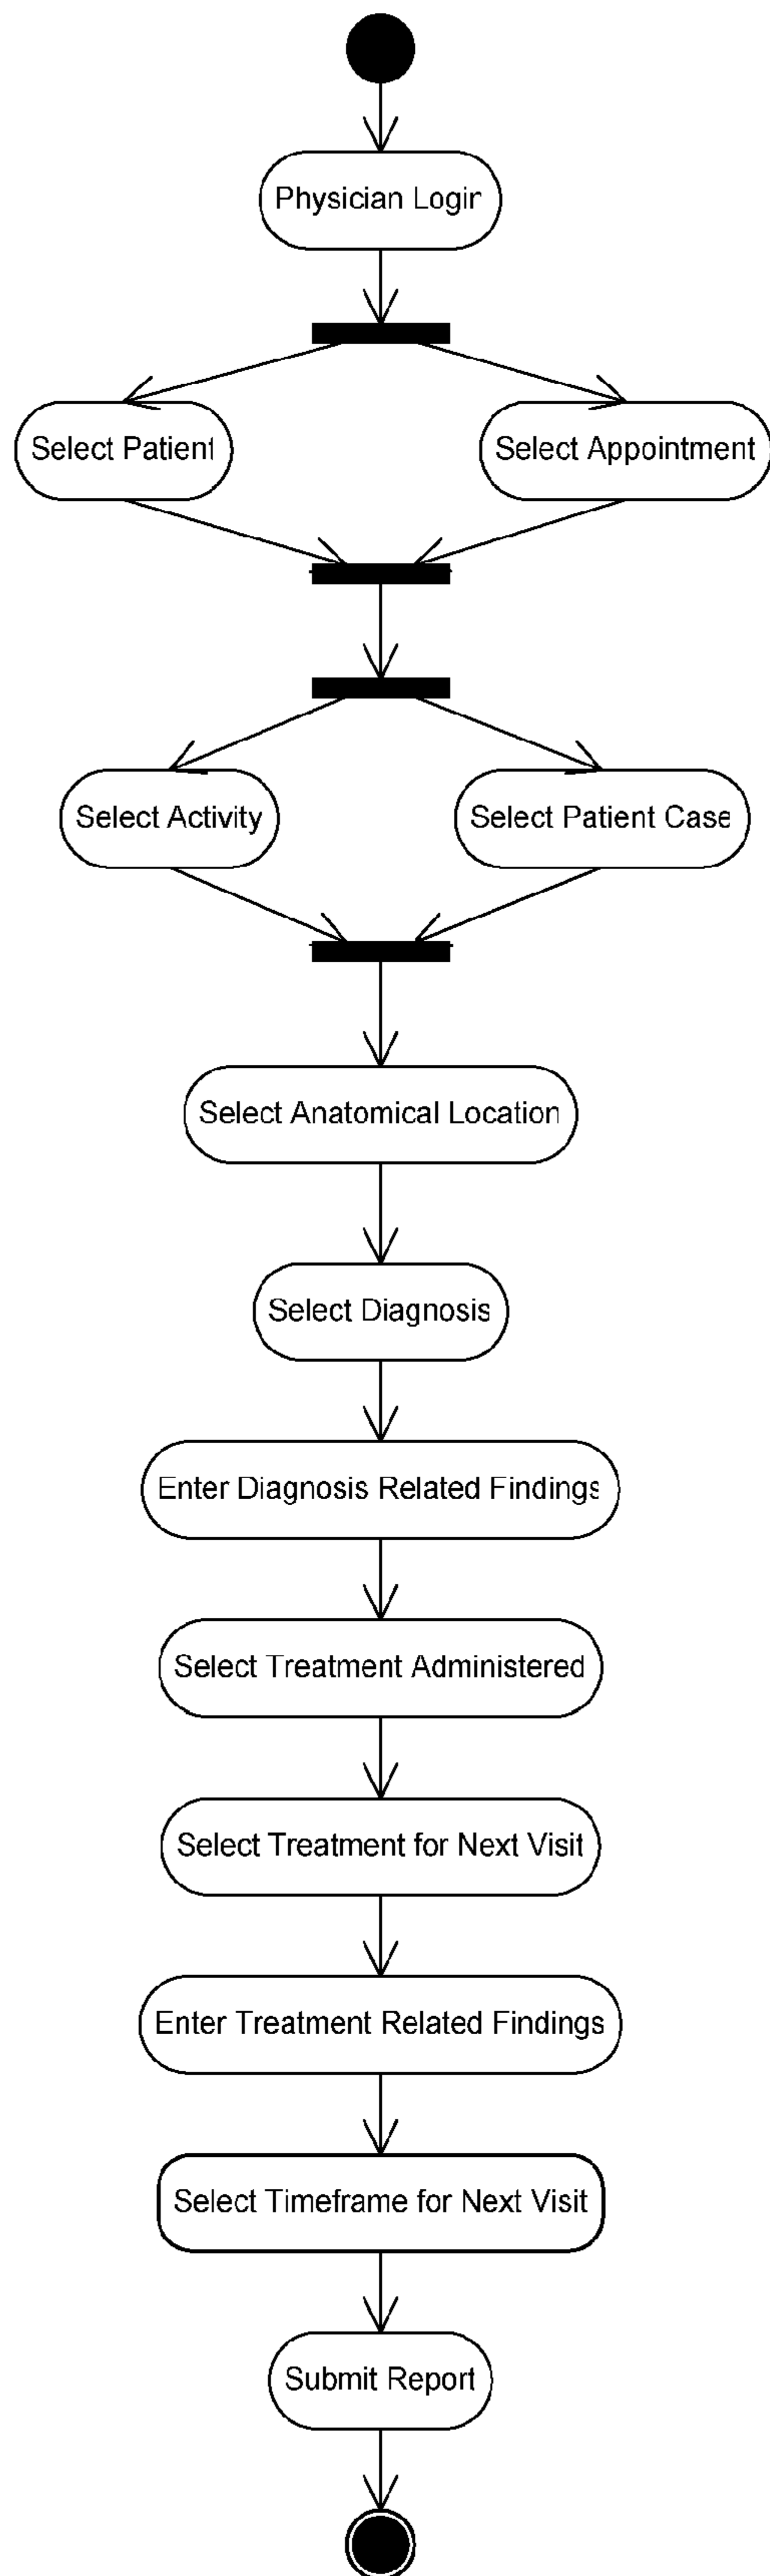 Physician Login
Select Patient
Select Appointment
Select Activity
Select Patient Case
Select Anatomical Location
Select Diagnosis
Enter Diagnosis Related Findings
Select Treatment Administered
Select Treatment for Next Visit
Enter Treatment Related Findings
Select Timeframe for Next Visit
Submit Report